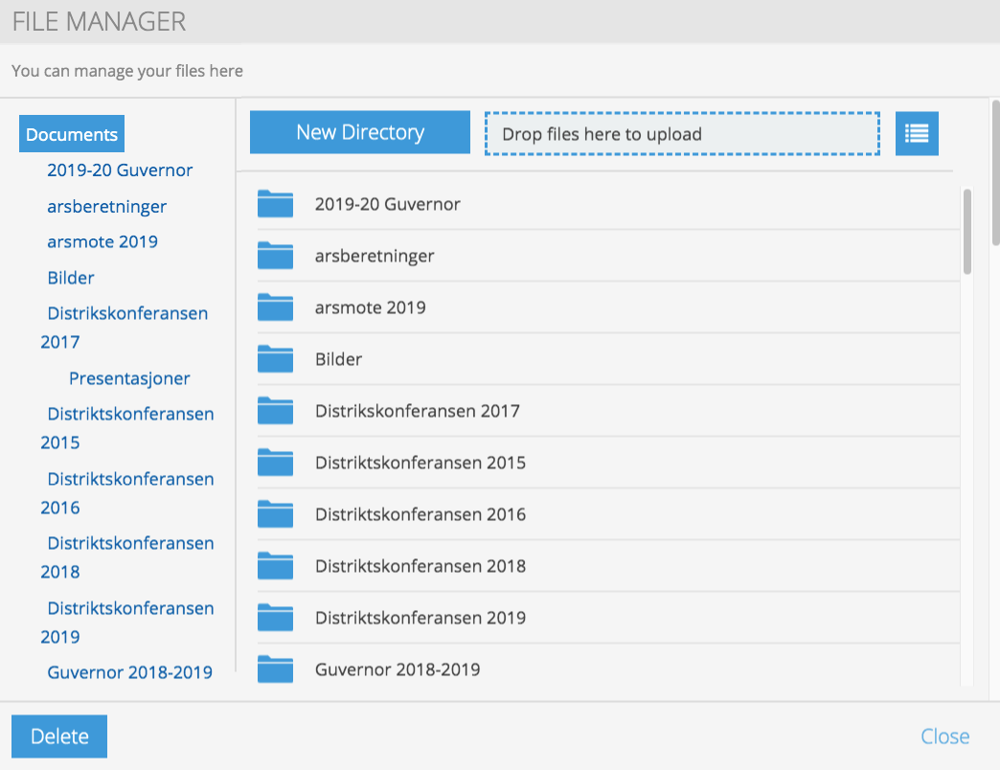 FILE MANAGER
You can manage your files here
Documents
2019-20 Guvernor
arsberetninger
arsmote 2019
Bilder
Distrikskonferansen
2017
Presentasjoner
Distriktskonferansen
2015
Distriktskonferansen
2016
Distriktskonferansen
2018
Distriktskonferansen
2019
Guvernor 2018-2019
New Directory
Drop files here to upload
2019-20 Guvernor
arsberetninger
arsmote 2019
Bilder
Distrikskonferansen 2017
Distriktskonferansen 2015
Distriktskonferansen 2016
Distriktskonferansen 2018
Distriktskonferansen 2019
Guvernor 2018-2019
Delete
Close